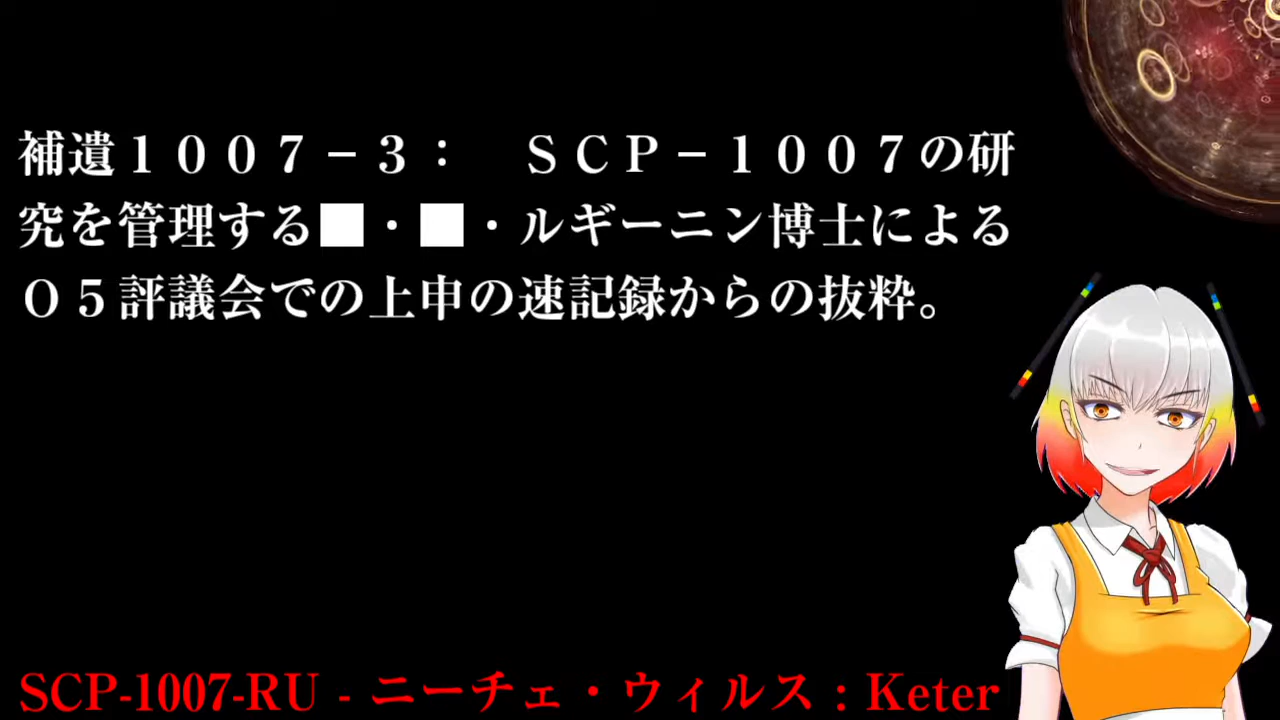 補遺１００７－３：　ＳＣＰ－１００７の研
究を管理する■・■・ルギーニン博士による
Ｏ５評議会での上申の速記録からの抜粋。
SCP-1007-RU - ニーチェ・ウィルス：Keter